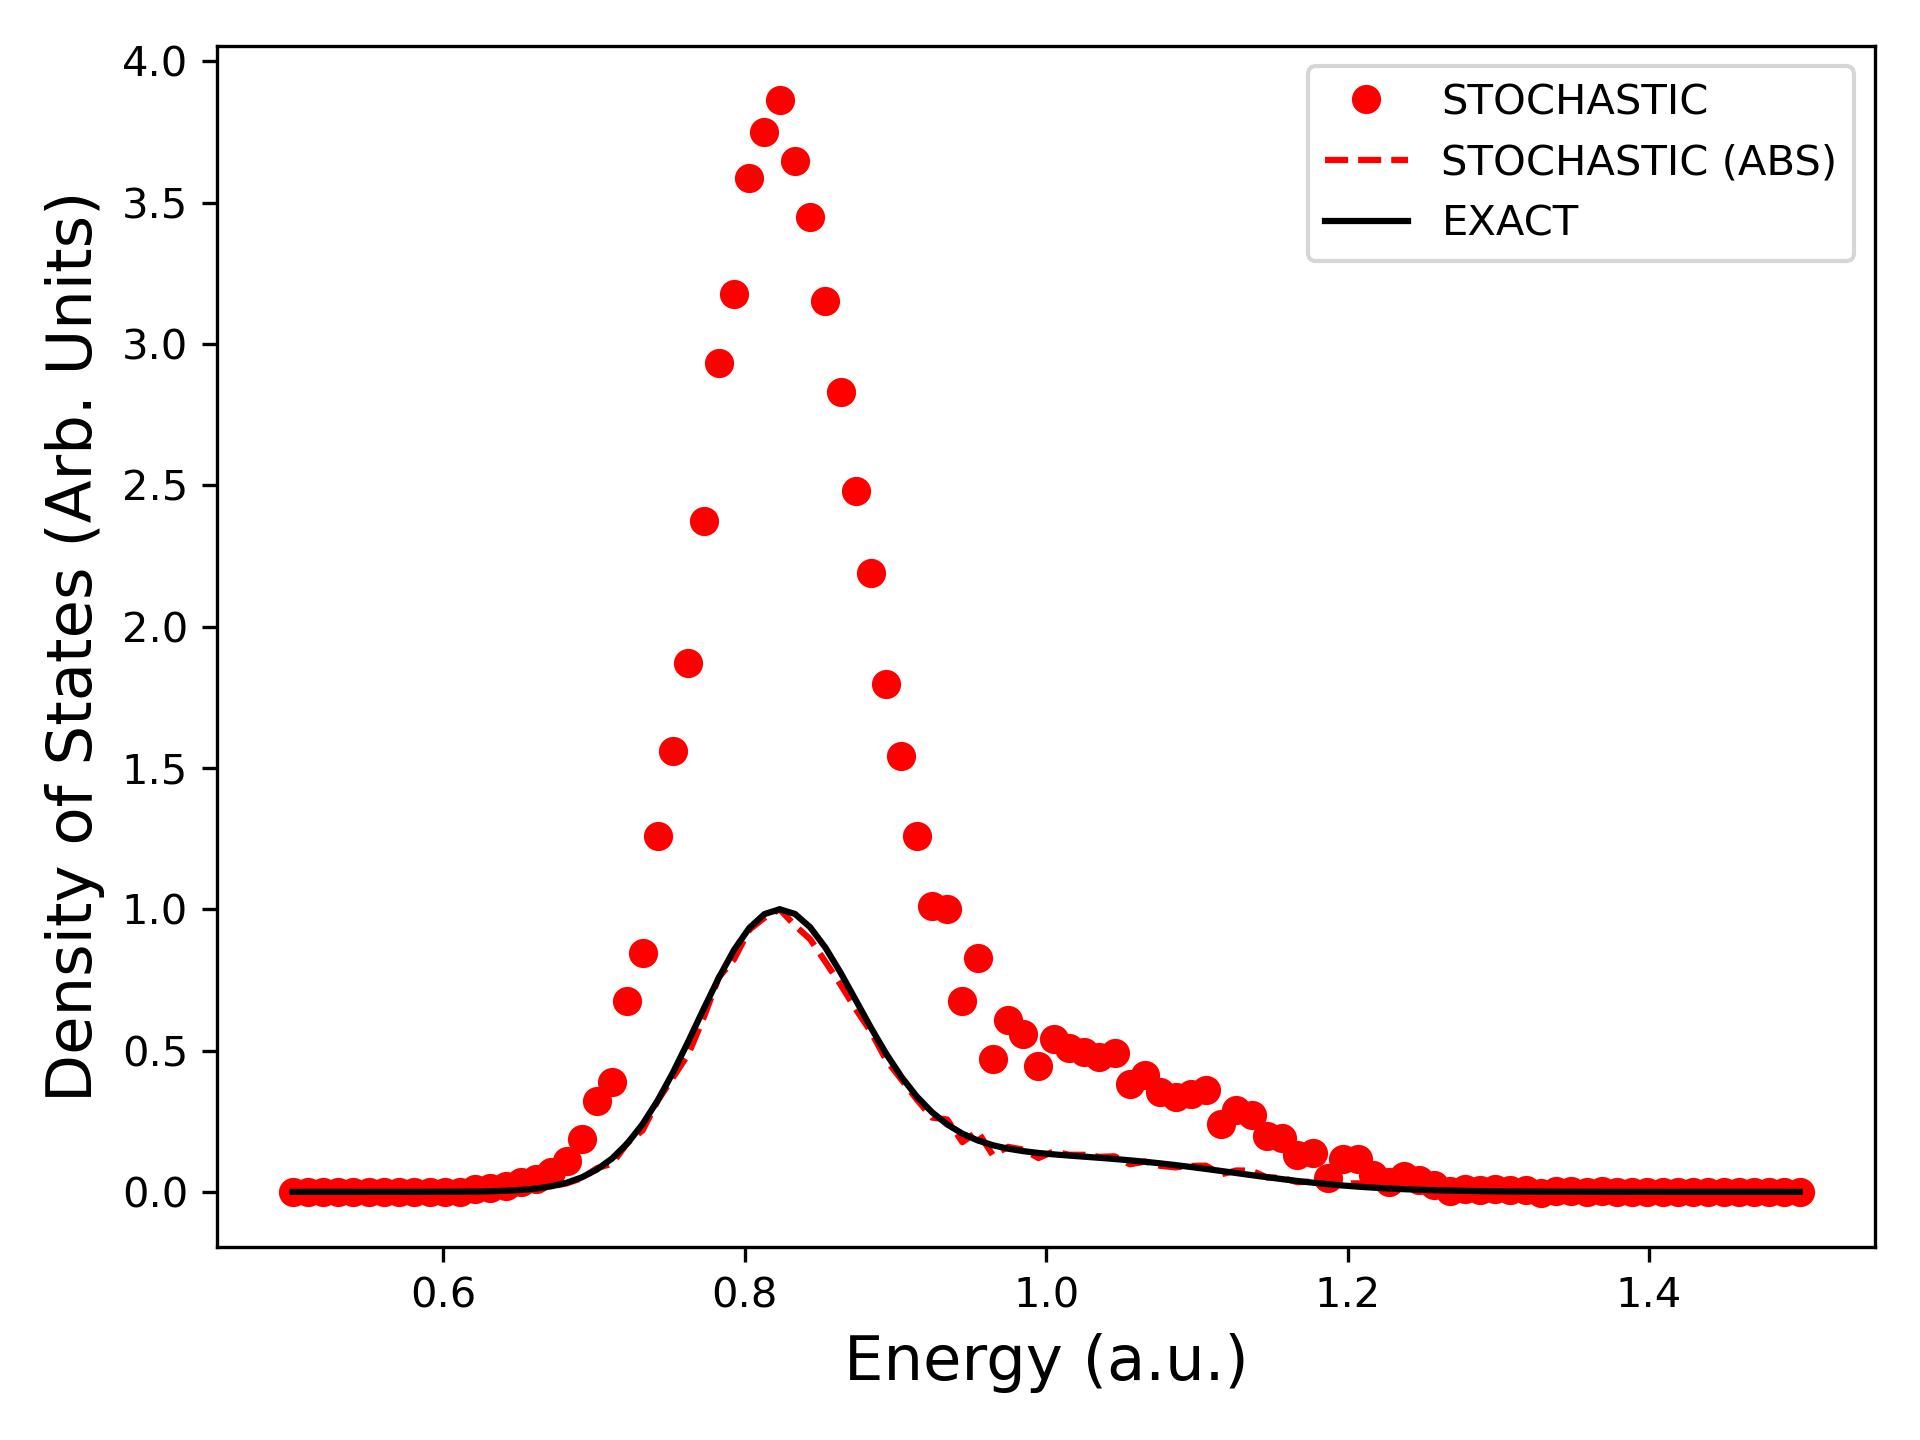 Density of States (Arb. Units)
4.0
3.5
3.0
2.5
2.0
1.5
1.0
0.5
0.0
STOCHASTIC
STOCHASTIC (ABS)
EXACT
0.6 0.8 1.0 1.2 1.4
Energy (a.u.)